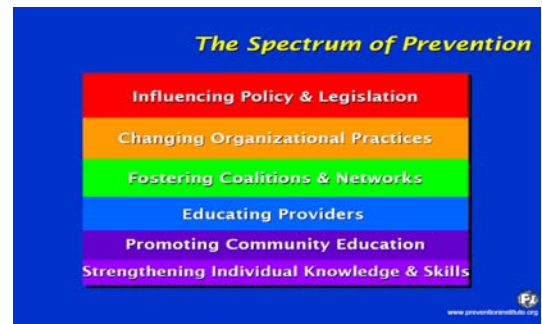 The Spectrum of Prevention
Influencing Policy & Legislation
Changing Organizational Practices
Fostering Coalitions & Networks
Educating Providers
Promoting Community Education
Strengthening Individual Knowledge & Skills
www.preventioninstitute.org